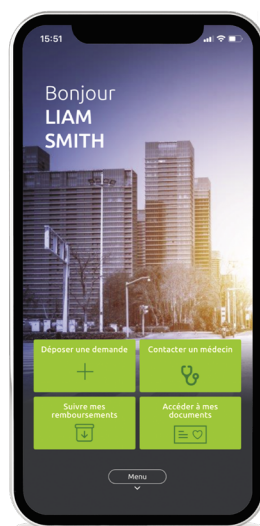 15:51
Bonjour
LIAM
SMITH
Déposer une demande
Contacter un médecin
Suivre mes
remboursements
Accéder à mes
documents
Menu